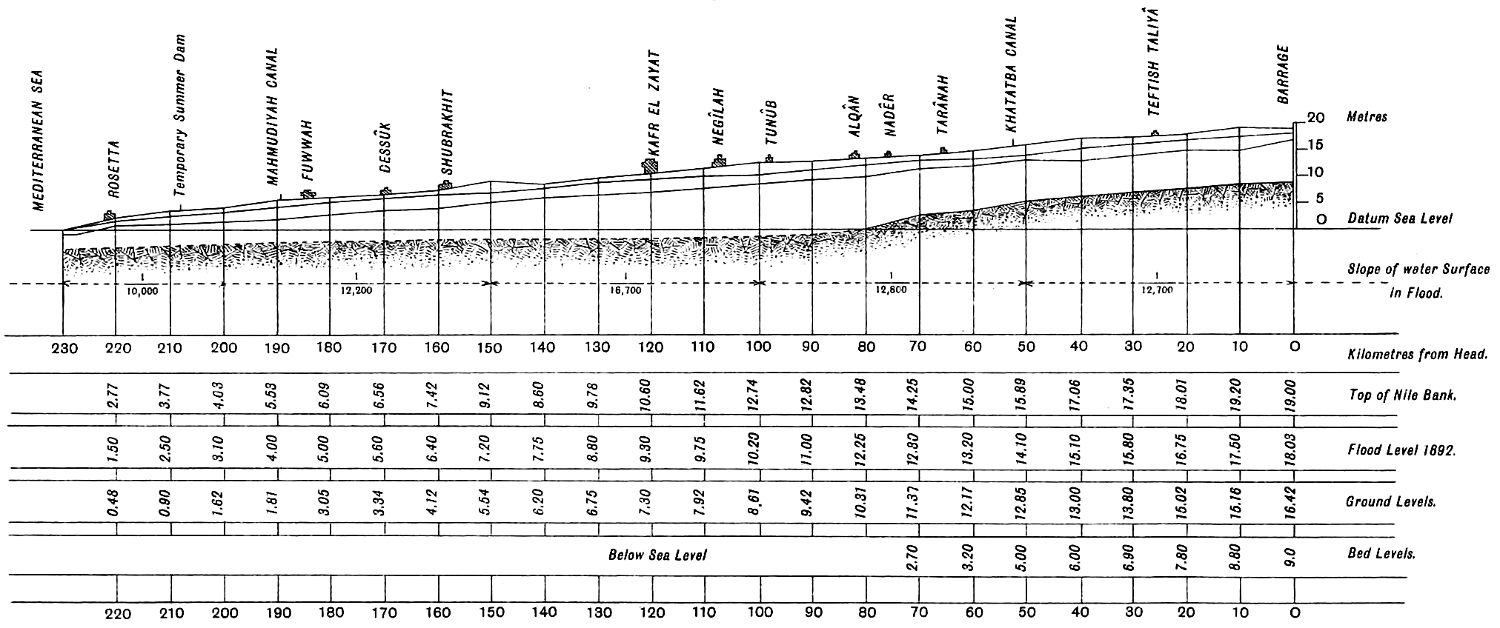 MEDITERRANEAN SEA
ROSETTA
Temporary Summer Dam
MAHMUDIYAH CANAL
FUWWAH
DESSÛK
SHUBRAKHIT
KAFR EL ZAYAT
NEGÎLAH
TUNÛB
ALQÂN
NADÊR
TARÂNAH
KHATATBA CANAL
TEFTISH TALIYÂ
BARRAGE
20 Metres
15
10
5
0 Datum Sea Level
Slope of water Surface
in Flood.
1 1 1 1 1
10,000 12,200 16,700 12,800 12,700
230 220 210 200 190 180 170 160 150 140 130 120 110 100 90 80 70 60 50 40 30 20 10 0
Kilometres from Head.
2.77 3.77 4.03 5.53 6.09 6.56 7.42 9.12 8.60 9.78 10.60 11.62 12.74 12.82 13.48 14.25 15.00 15.89 17.06 17.35 18.01 19.20 19.00 Top of Nile Bank.
1.50 2.50 3.10 4.00 5.00 5.60 6.40 7.20 7.75 8.80 9.30 9.75 10.20 11.00 12.25 12.80 13.20 14.10 15.10 15.80 16.75 17.50 18.03 Flood Level 1892.
0.48 0.90 1.62 1.81 3.05 3.34 4.12 5.54 6.20 6.75 7.30 7.92 8,61 9.42 10.31 11.37 12.17 12.85 13.00 13.80 15.02 15.16 16.42 Ground Levels.
Below Sea Level 2.70 3.20 5.00 6.00 6.90 7.80 8.80 9.0 Bed Levels.
220 210 200 190 180 170 160 150 140 130 120 110 100 90 80 70 60 50 40 30 20 10 0